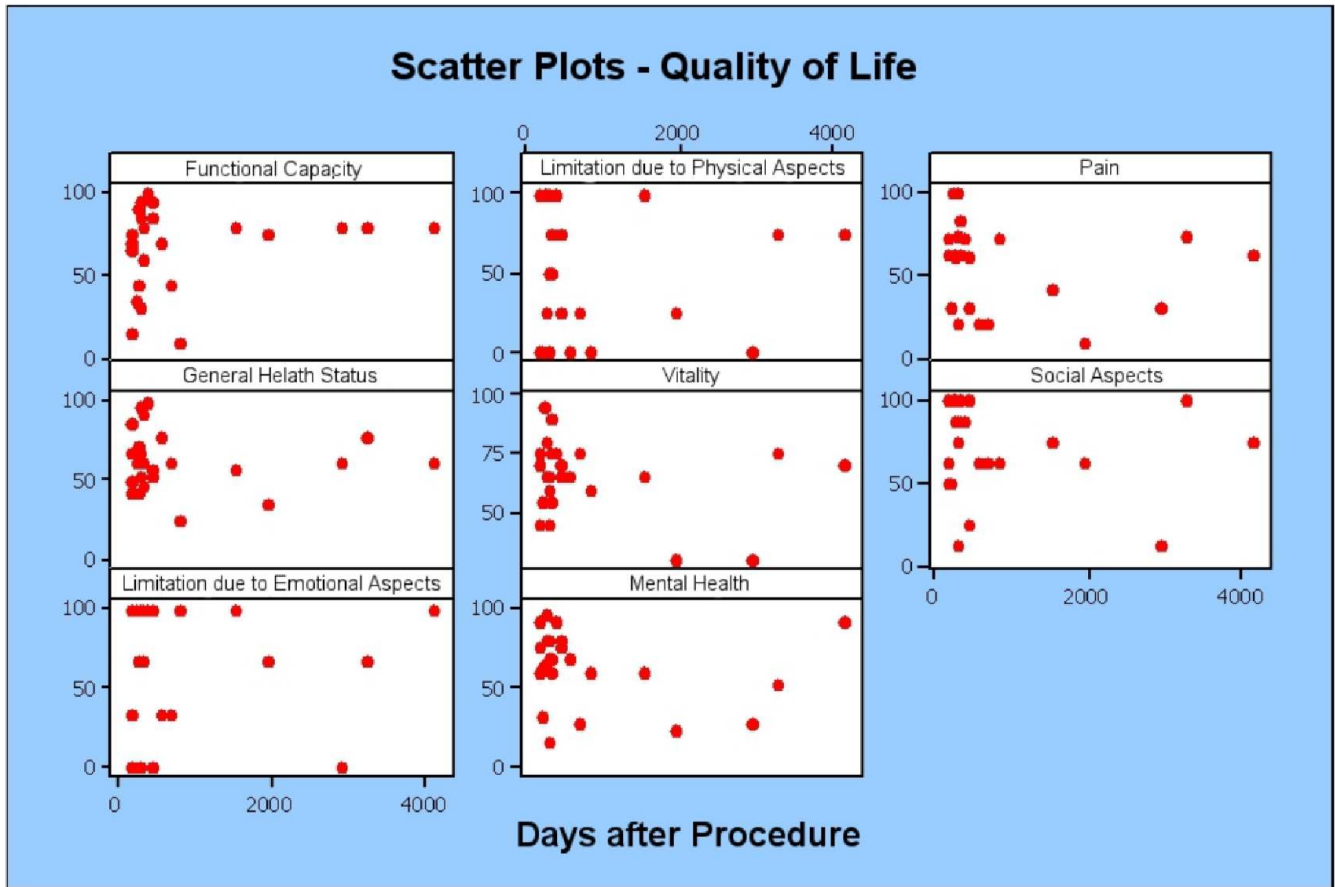 Scatter Plots - Quality of Life
0 2000 4000
Functional Capacity
Limitation due to Physical Aspects
Pain
100
50
0
100
50
0
100
50
0
General Helath Status
Vitality
Social Aspects
100
50
0
100
75
50
100
50
0
0 2000 4000
Limitation due to Emotional Aspects
Mental Health
100
50
0
100
50
0
0 2000 4000
Days after Procedure